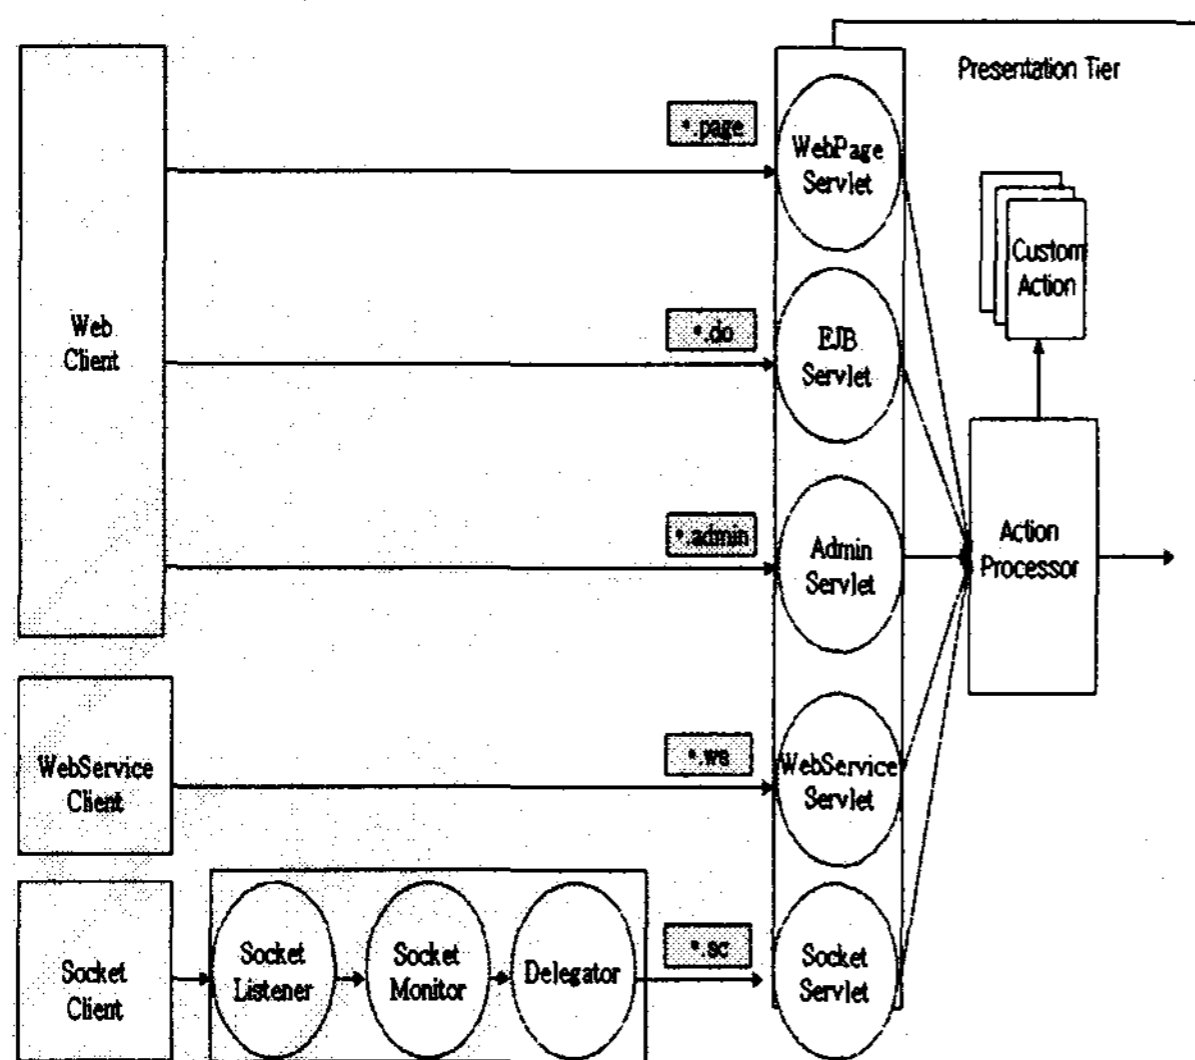 Presentation Tier
*.page
WebPage
Servlet
Custom
Action
Web
Client
*.do
EJB
Servlet
*.admin
Admin
Servlet
Action
Processor
WebService
Client
*.ws
WebService
Servlet
Socket
Client
Socket
Listener
Socket
Monitor
Delegator
*.sc
Socket
Servlet